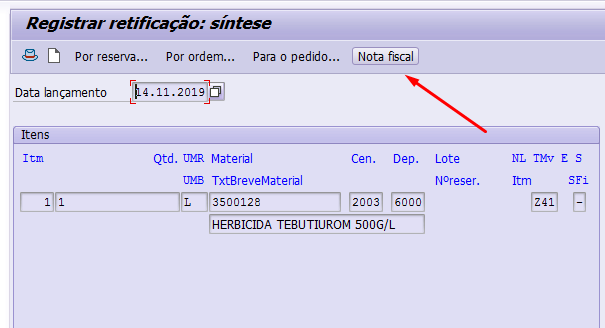 Registrar retificação: síntese
Por reserva... Por ordem... Para o pedido... Nota fiscal
Data lançamento 14.11.2019
Itens
Itm Qtd. UMR Material Cen. Dep. Lote NL TMv E S
UMB TxtBreveMaterial Nºreser. Itm SFi
1 1 L 3500128 2003 6000 Z41 -
HERBICIDA TEBUTIUROM 500G/L